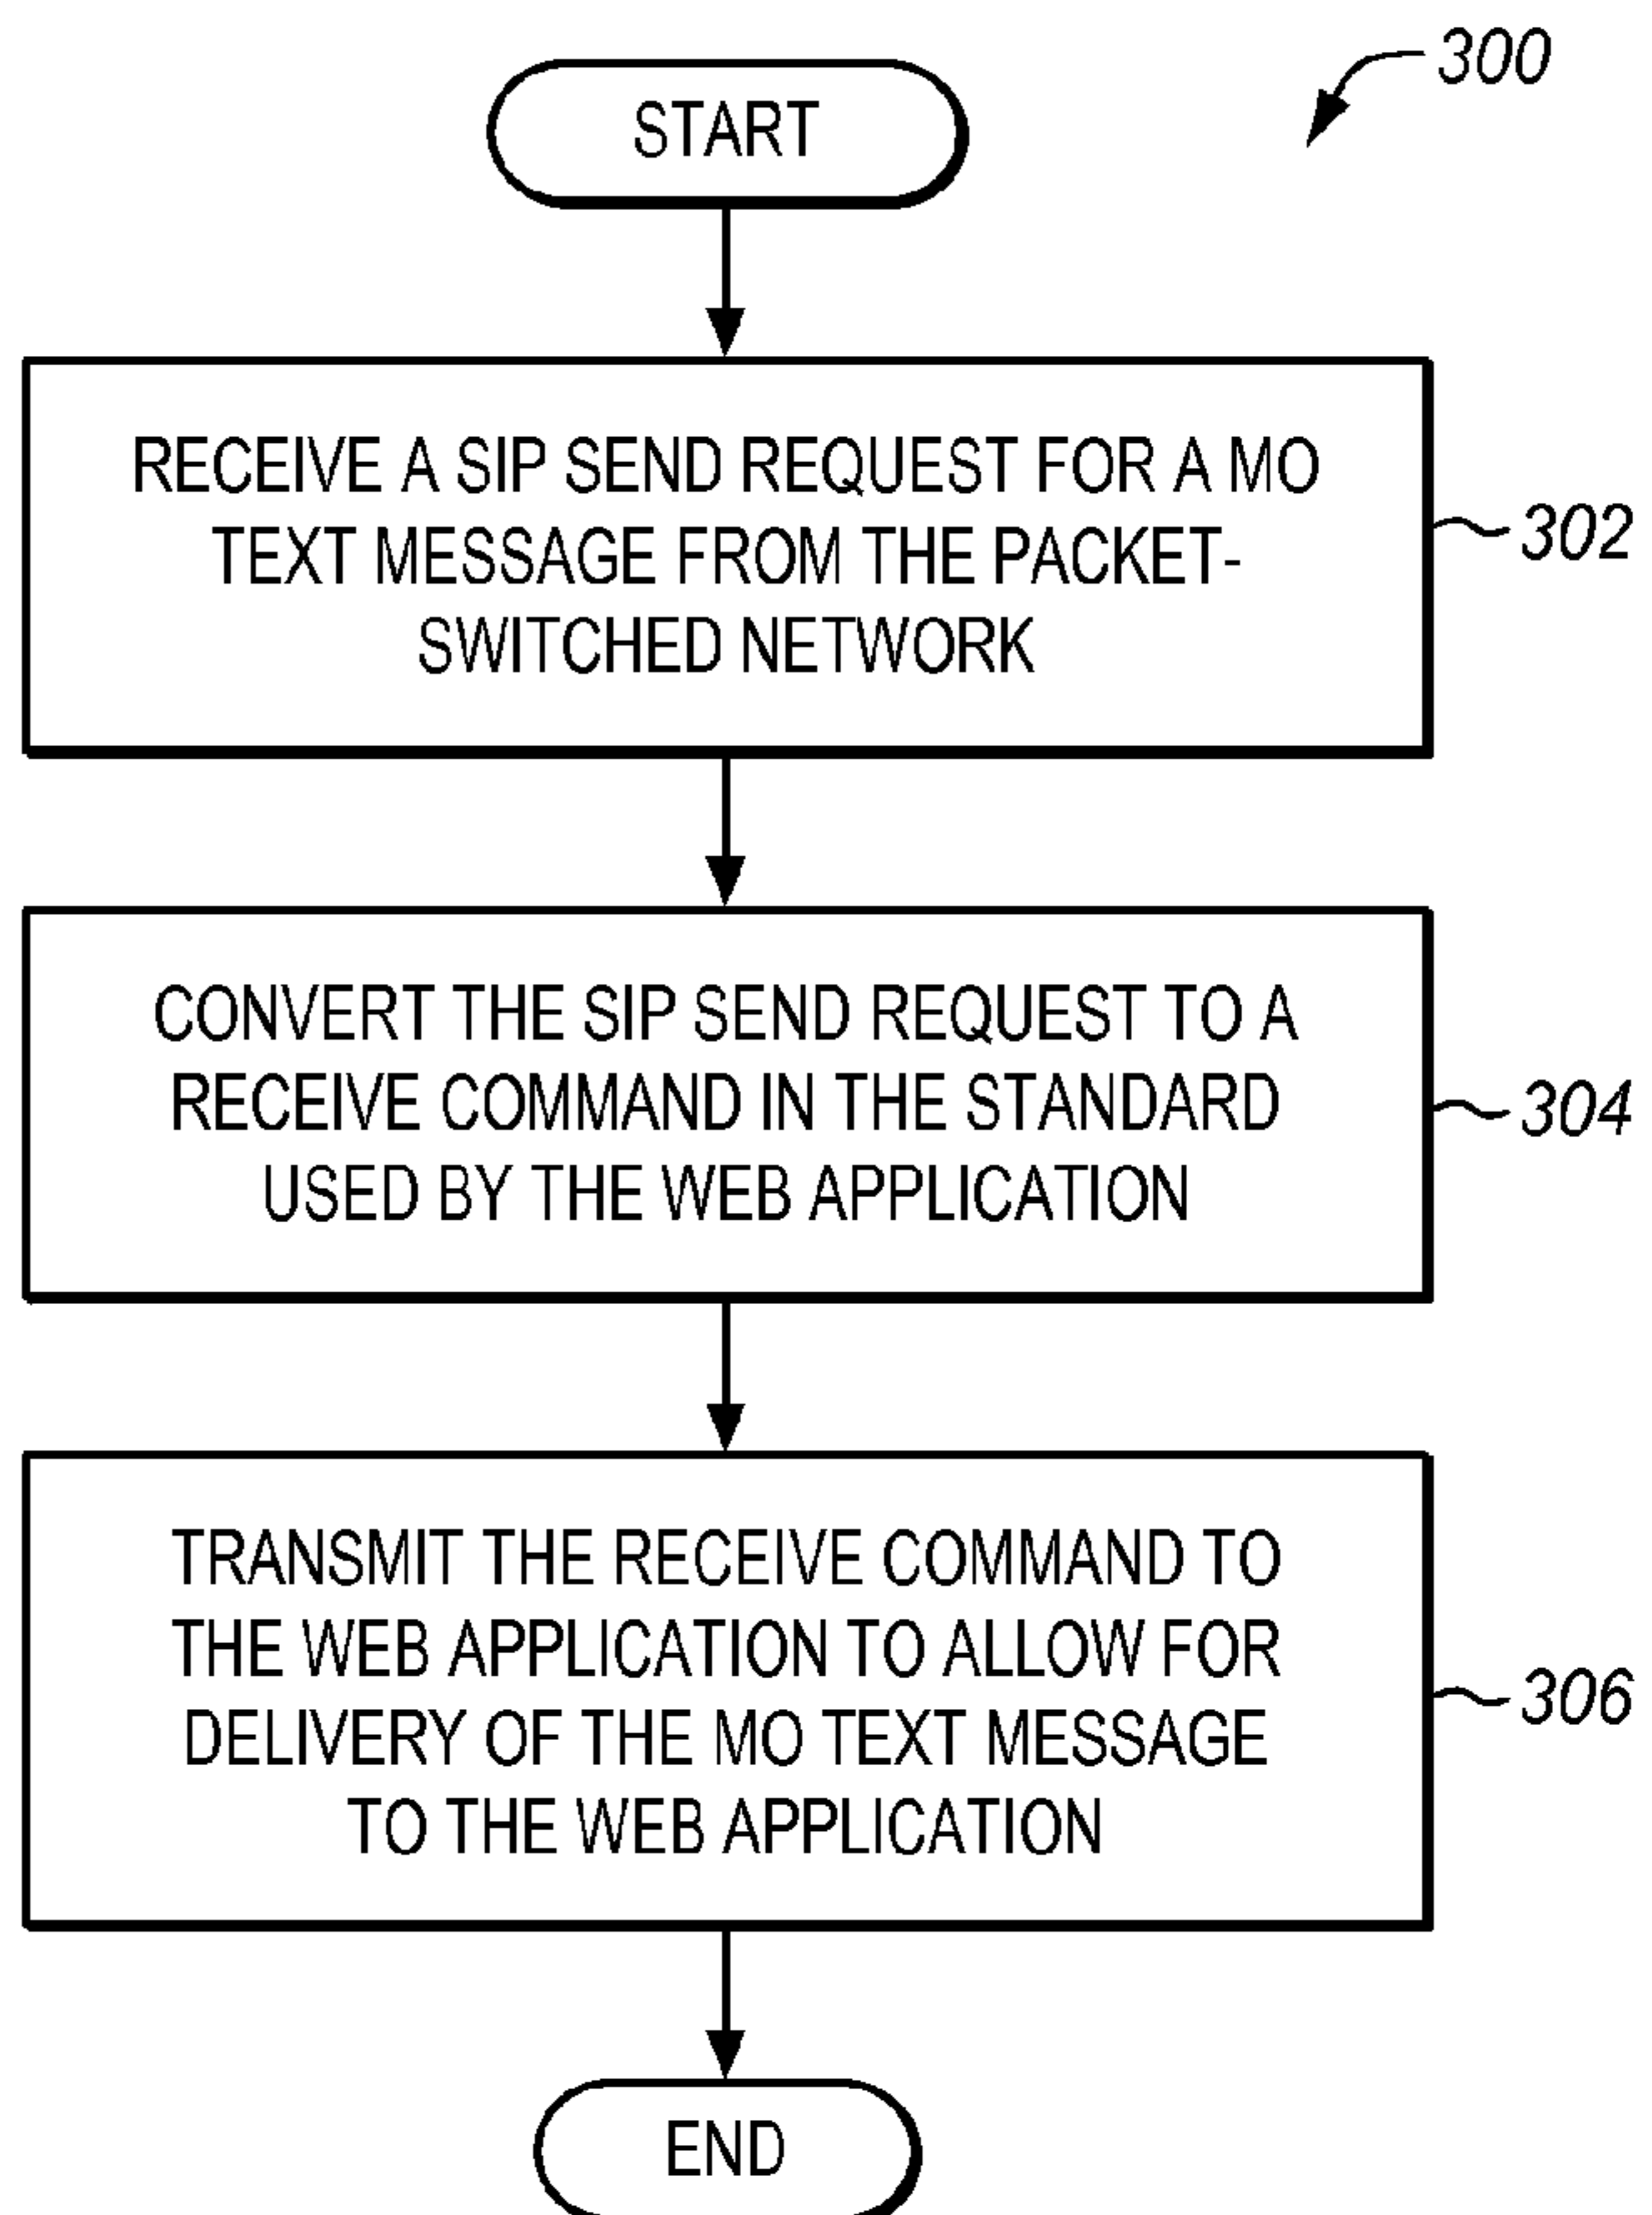 300
START
RECEIVE A SIP SEND REQUEST FOR A MO
TEXT MESSAGE FROM THE PACKET-
SWITCHED NETWORK
302
CONVERT THE SIP SEND REQUEST TO A
RECEIVE COMMAND IN THE STANDARD
USED BY THE WEB APPLICATION
304
TRANSMIT THE RECEIVE COMMAND TO
THE WEB APPLICATION TO ALLOW FOR
DELIVERY OF THE MO TEXT MESSAGE
TO THE WEB APPLICATION
306
END